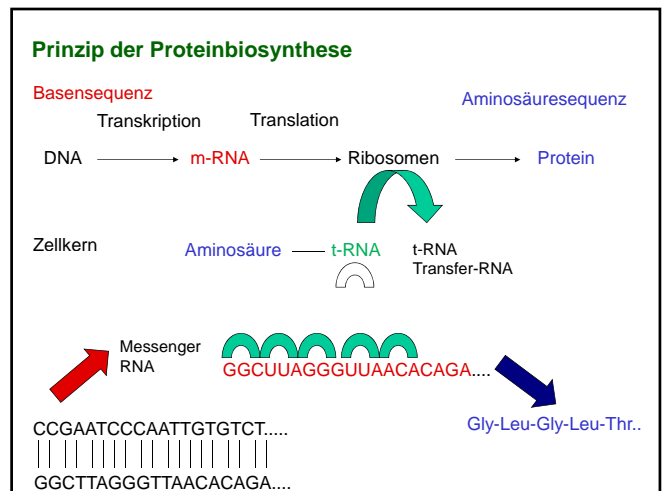 Prinzip der Proteinbiosynthese
Basensequenz
Aminosäuresequenz
Transkription
Translation
DNA
m-RNA
Ribosomen
Protein
Zellkern
Aminosäure
t-RNA
t-RNA
Transfer-RNA
Messenger
RNA
GGCUUAGGGUUAACACAGA....
CCGAATCCCAATTGTGTCT.....
Gly-Leu-Gly-Leu-Thr..
GGCTTAGGGTTAACACAGA....